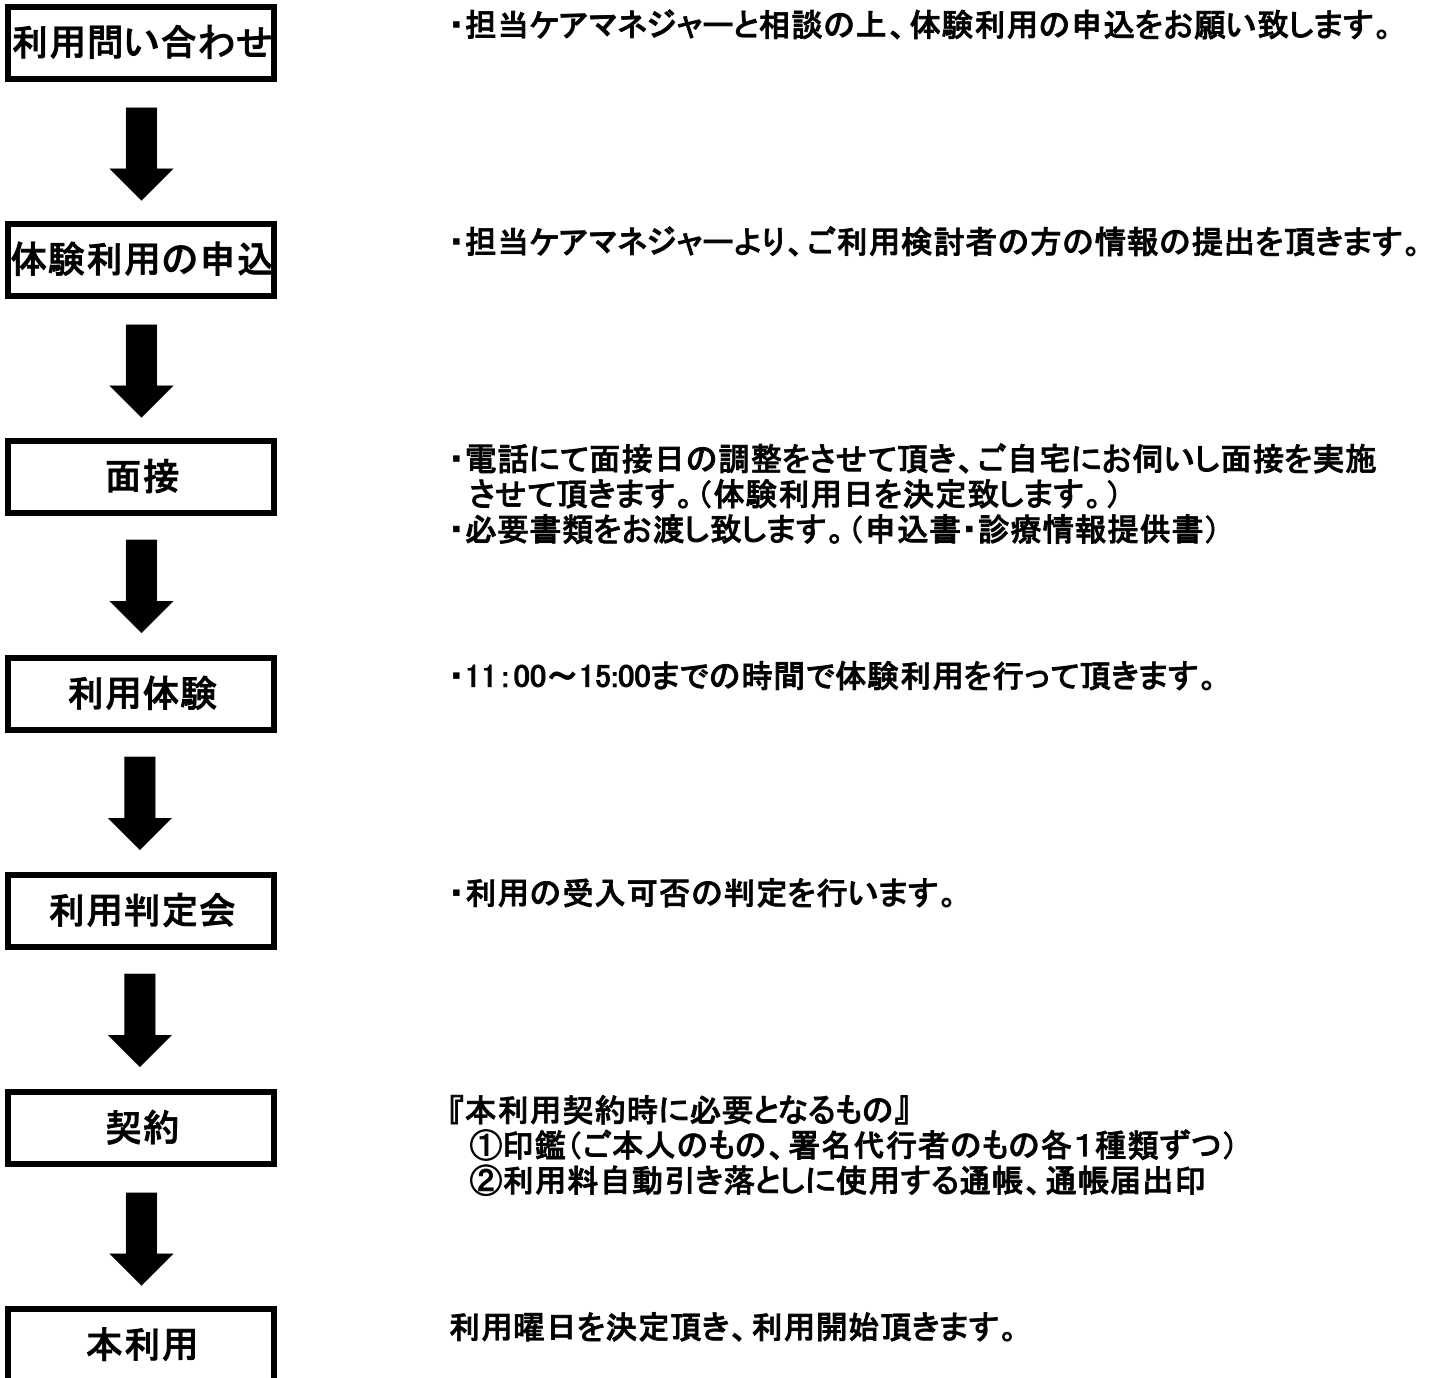 利用問い合わせ
・担当ケアマネジャーと相談の上、体験利用の申込をお願い致します。
体験利用の申込
・担当ケアマネジャーより、ご利用検討者の方の情報の提出を頂きます。
面接
・電話にて面接日の調整をさせて頂き、ご自宅にお伺いし面接を実施
させて頂きます。（体験利用日を決定致します。）
・必要書類をお渡し致します。（申込書・診療情報提供書）
利用体験
・11：00～15:00までの時間で体験利用を行って頂きます。
利用判定会
・利用の受入可否の判定を行います。
契約
『本利用契約時に必要となるもの』
①印鑑（ご本人のもの、署名代行者のもの各１種類ずつ）
②利用料自動引き落としに使用する通帳、通帳届出印
本利用
利用曜日を決定頂き、利用開始頂きます。